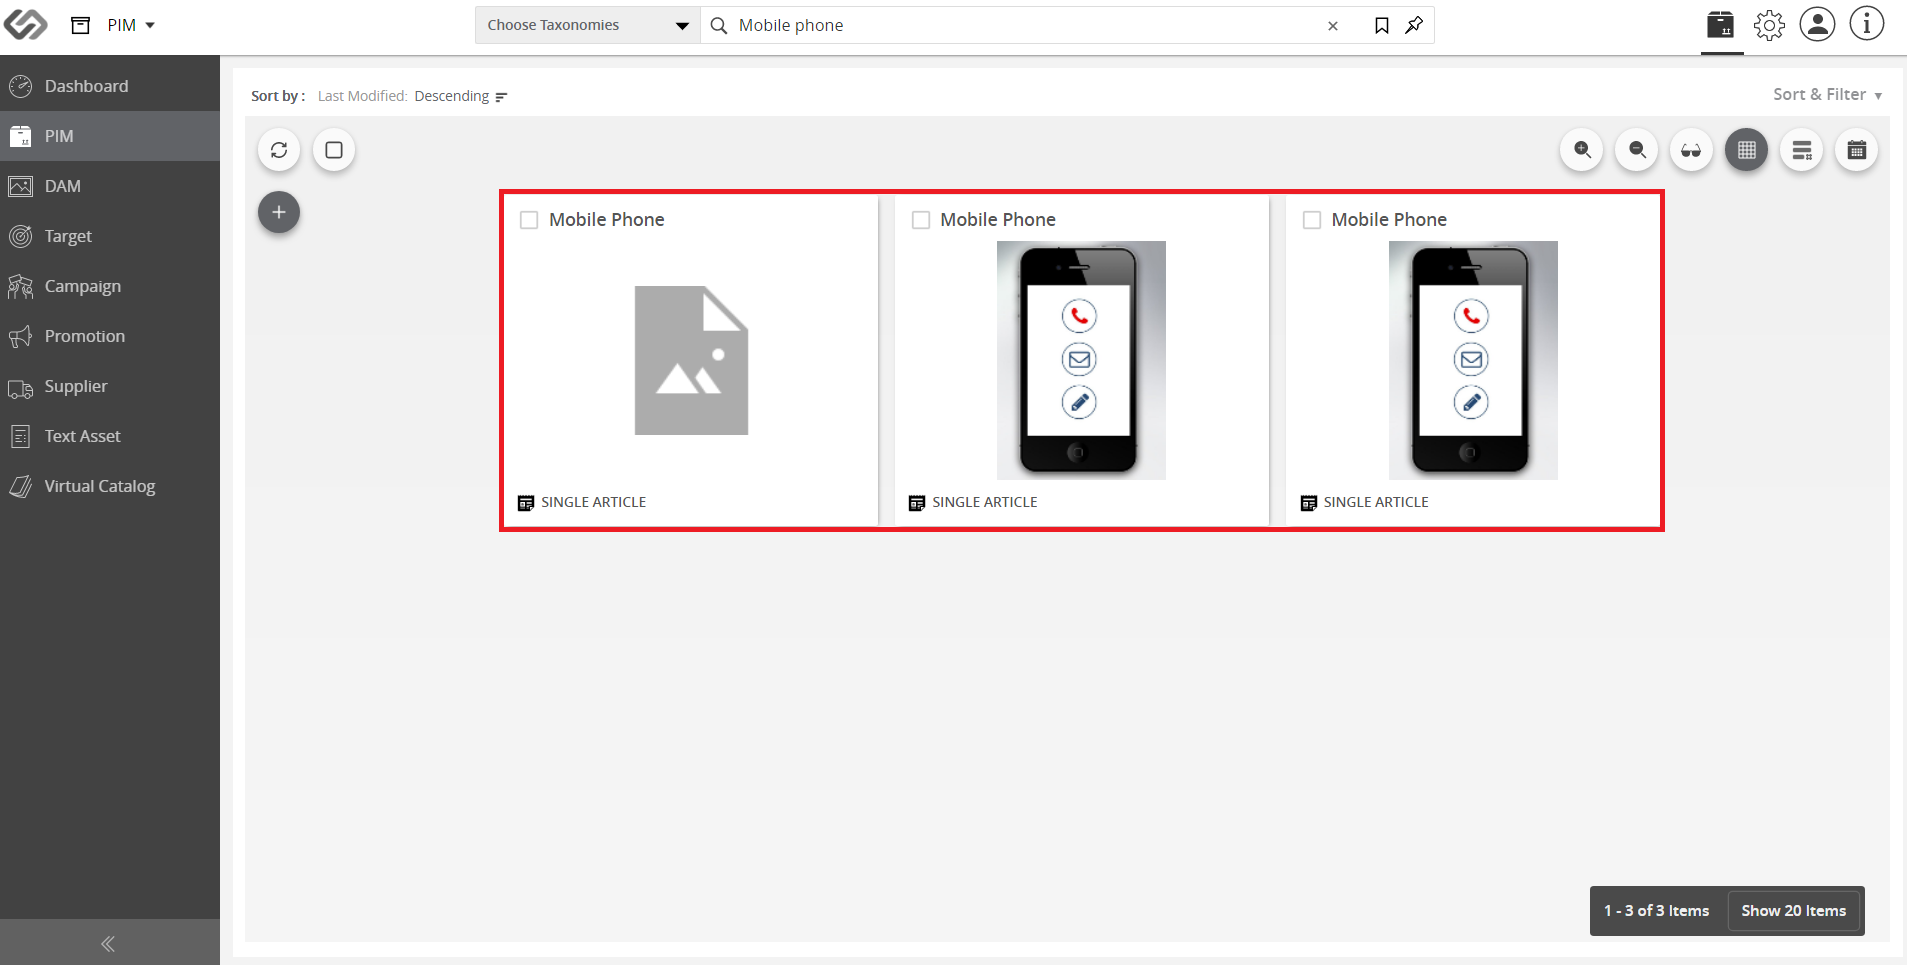 PIM
Choose Taxonomies
Mobile phone
Dashboard
PIM
DAM
Target
Campaign
Promotion
Supplier
Text Asset
Virtual Catalog
Sort by : Last Modified: Descending
Sort & Filter
Mobile Phone
SINGLE ARTICLE
Mobile Phone
SINGLE ARTICLE
Mobile Phone
SINGLE ARTICLE
1 - 3 of 3 Items
Show 20 Items